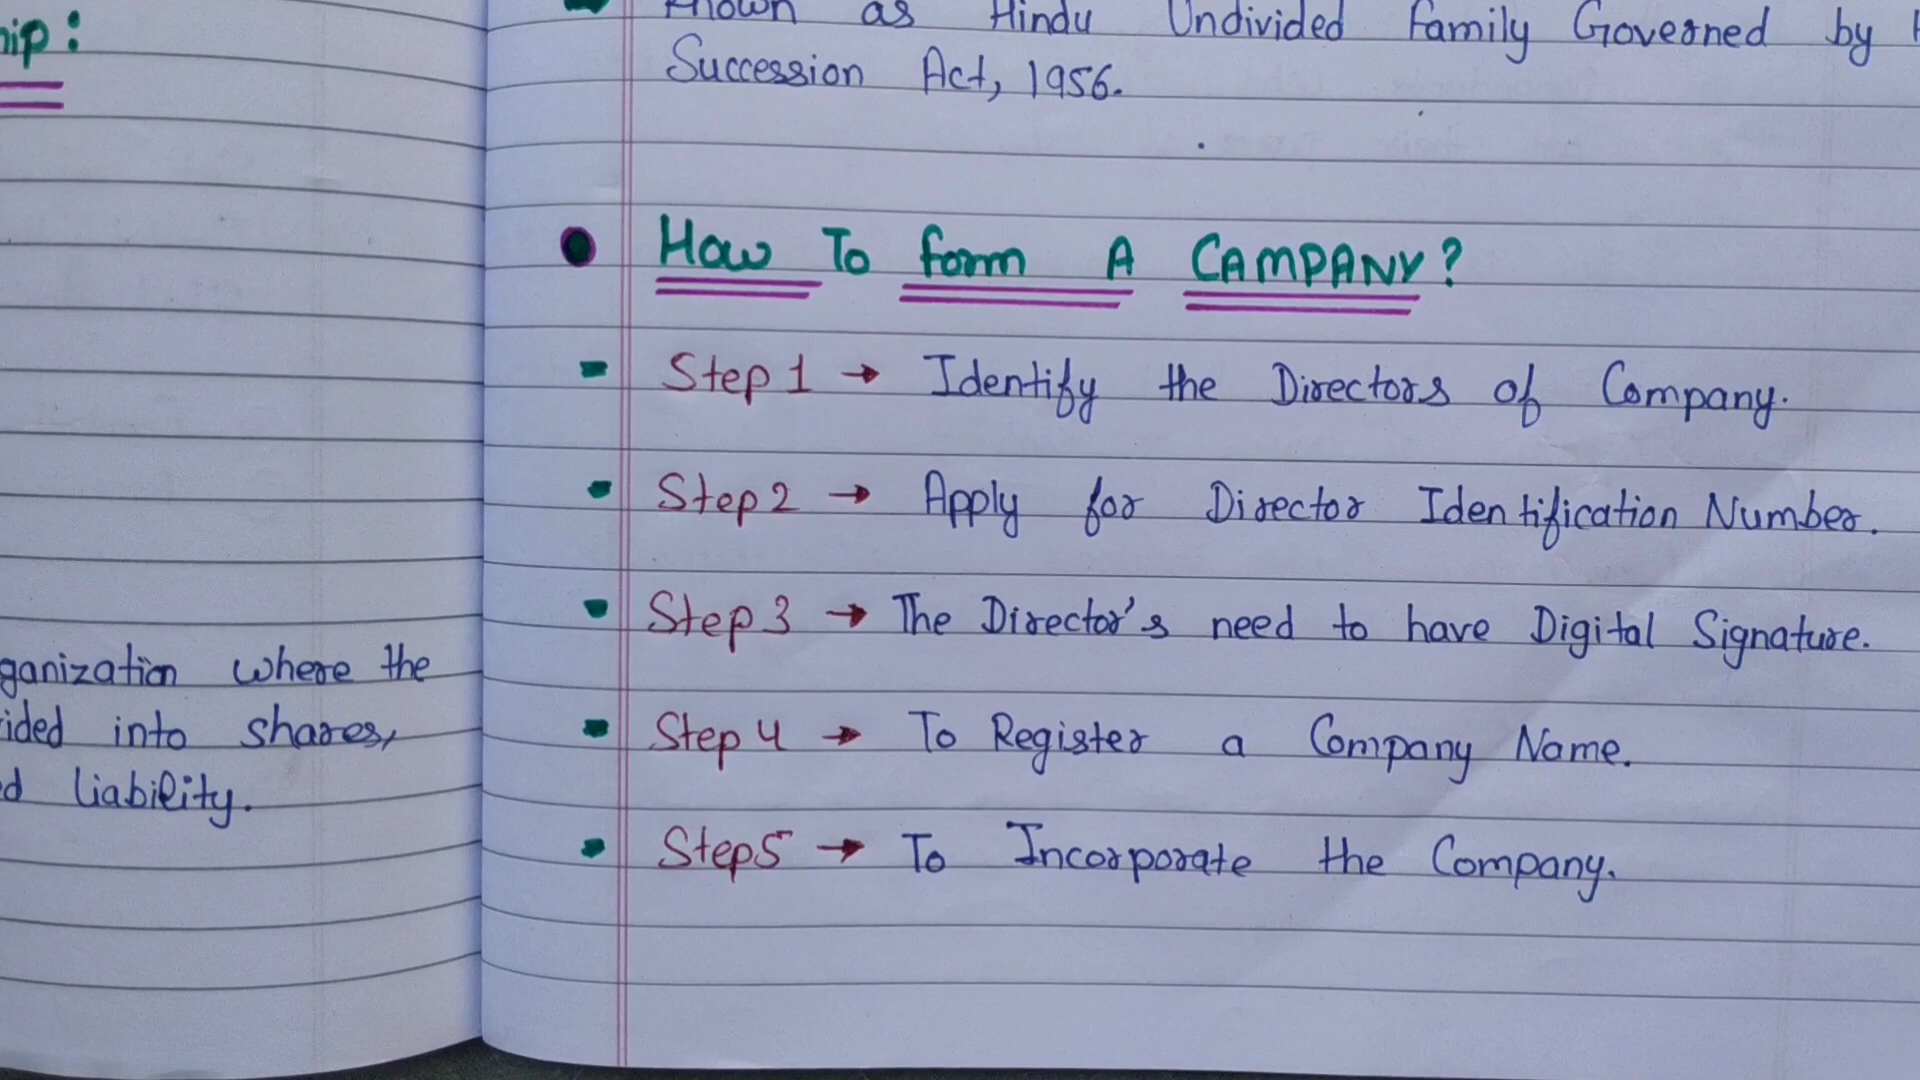 ip:
ganization where the
ided into shares,
d liability.
Known as Hindu Undivided Family Governed by
Succession Act, 1956.
How To form A CAMPANY?
Step 1 → Identify the Directors of Company.
Step 2 → Apply for Director Identification Number.
Step 3 → The Director's need to have Digital Signature.
Step 4 → To Register a Company Name.
Step 5 → To Incorporate the Company.